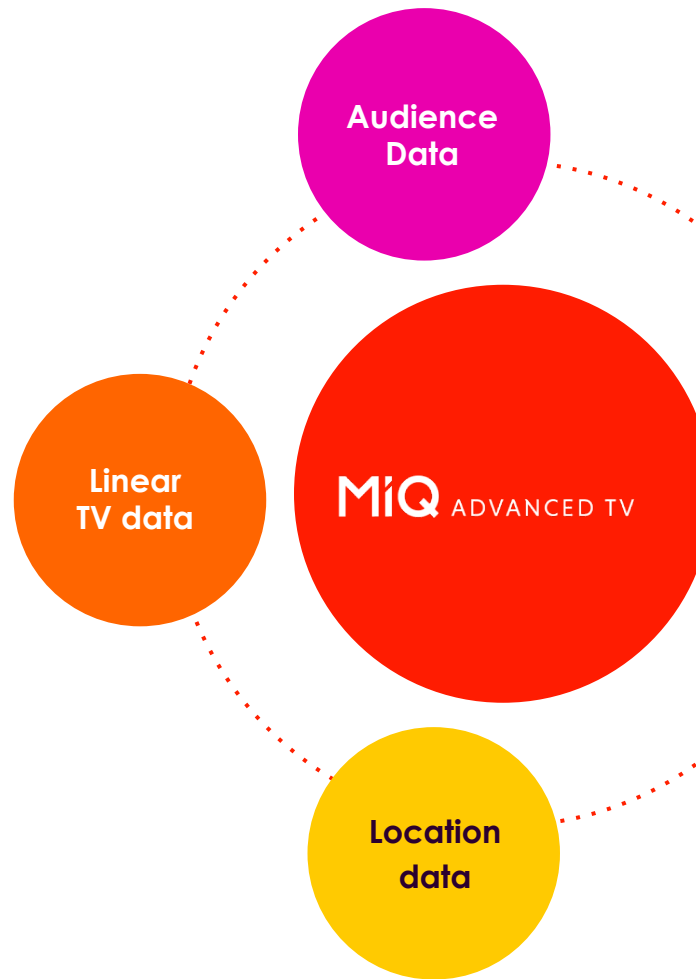 Audience
Data
Linear
TV data
MiQ ADVANCED TV
Location
data